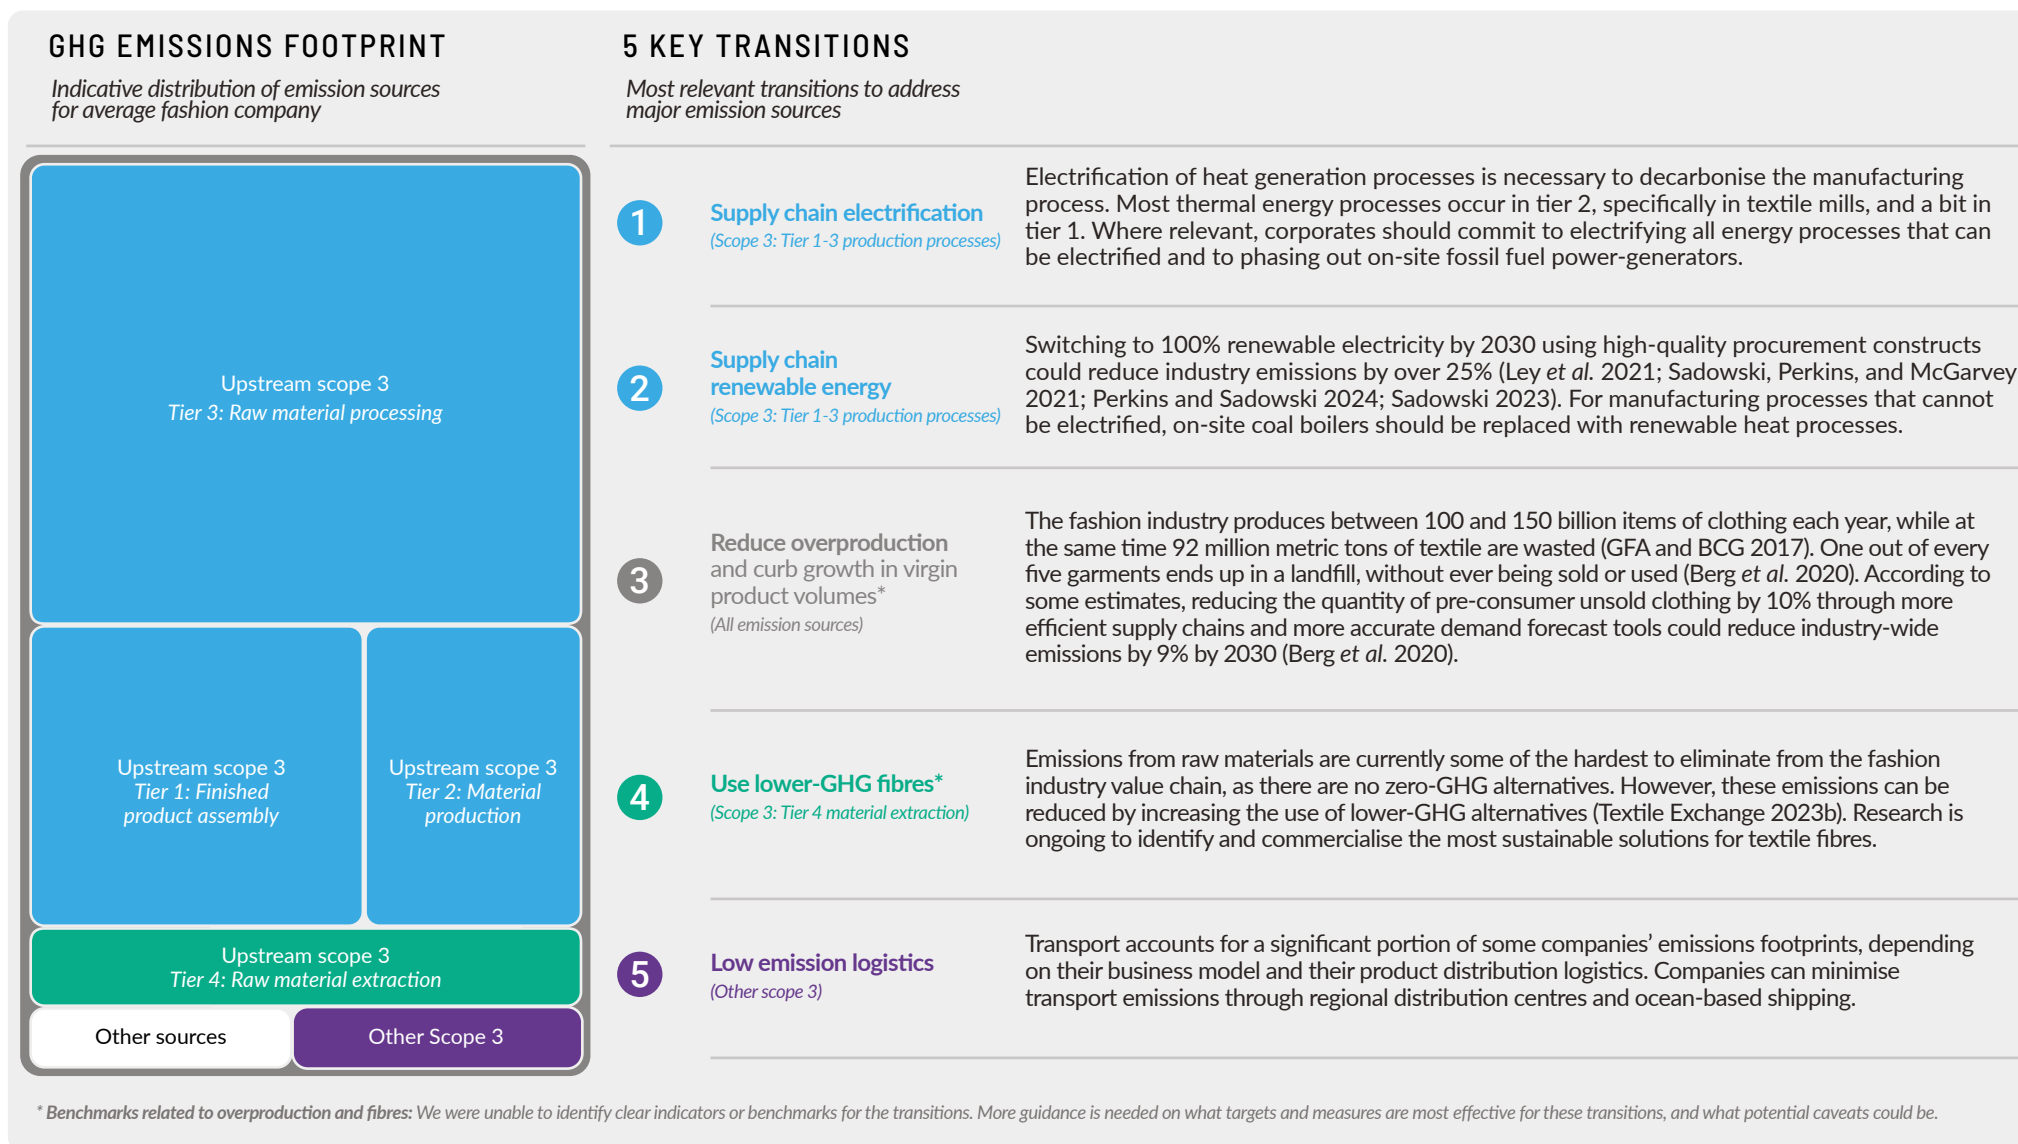 GHG EMISSIONS FOOTPRINT
Indicative distribution of emission sources
for average fashion company
Upstream scope 3
Tier 3: Raw material processing
Upstream scope 3
Tier 1: Finished
product assembly
Upstream scope 3
Tier 2: Material
production
Upstream scope 3
Tier 4: Raw material extraction
Other sources
Other Scope 3
5 KEY TRANSITIONS
Most relevant transitions to address
major emission sources
1
Supply chain electrification
(Scope 3: Tier 1-3 production processes)
Electrification of heat generation processes is necessary to decarbonise the manufacturing
process. Most thermal energy processes occur in tier 2, specifically in textile mills, and a bit in
tier 1. Where relevant, corporates should commit to electrifying all energy processes that can
be electrified and to phasing out on-site fossil fuel power-generators.
2
Supply chain
renewable energy
(Scope 3: Tier 1-3 production processes)
Switching to 100% renewable electricity by 2030 using high-quality procurement constructs
could reduce industry emissions by over 25% (Ley et al. 2021; Sadowski, Perkins, and McGarvey
2021; Perkins and Sadowski 2024; Sadowski 2023). For manufacturing processes that cannot
be electrified, on-site coal boilers should be replaced with renewable heat processes.
3
Reduce overproduction
and curb growth in virgin
product volumes*
(All emission sources)
The fashion industry produces between 100 and 150 billion items of clothing each year, while at
the same time 92 million metric tons of textile are wasted (GFA and BCG 2017). One out of every
five garments ends up in a landfill, without ever being sold or used (Berg et al. 2020). According to
some estimates, reducing the quantity of pre-consumer unsold clothing by 10% through more
efficient supply chains and more accurate demand forecast tools could reduce industry-wide
emissions by 9% by 2030 (Berg et al. 2020).
4
Use lower-GHG fibres*
(Scope 3: Tier 4 material extraction)
Emissions from raw materials are currently some of the hardest to eliminate from the fashion
industry value chain, as there are no zero-GHG alternatives. However, these emissions can be
reduced by increasing the use of lower-GHG alternatives (Textile Exchange 2023b). Research is
ongoing to identify and commercialise the most sustainable solutions for textile fibres.
5
Low emission logistics
(Other scope 3)
Transport accounts for a significant portion of some companies’ emissions footprints, depending
on their business model and their product distribution logistics. Companies can minimise
transport emissions through regional distribution centres and ocean-based shipping.
* Benchmarks related to overproduction and fibres: We were unable to identify clear indicators or benchmarks for the transitions. More guidance is needed on what targets and measures are most effective for these transitions, and what potential caveats could be.